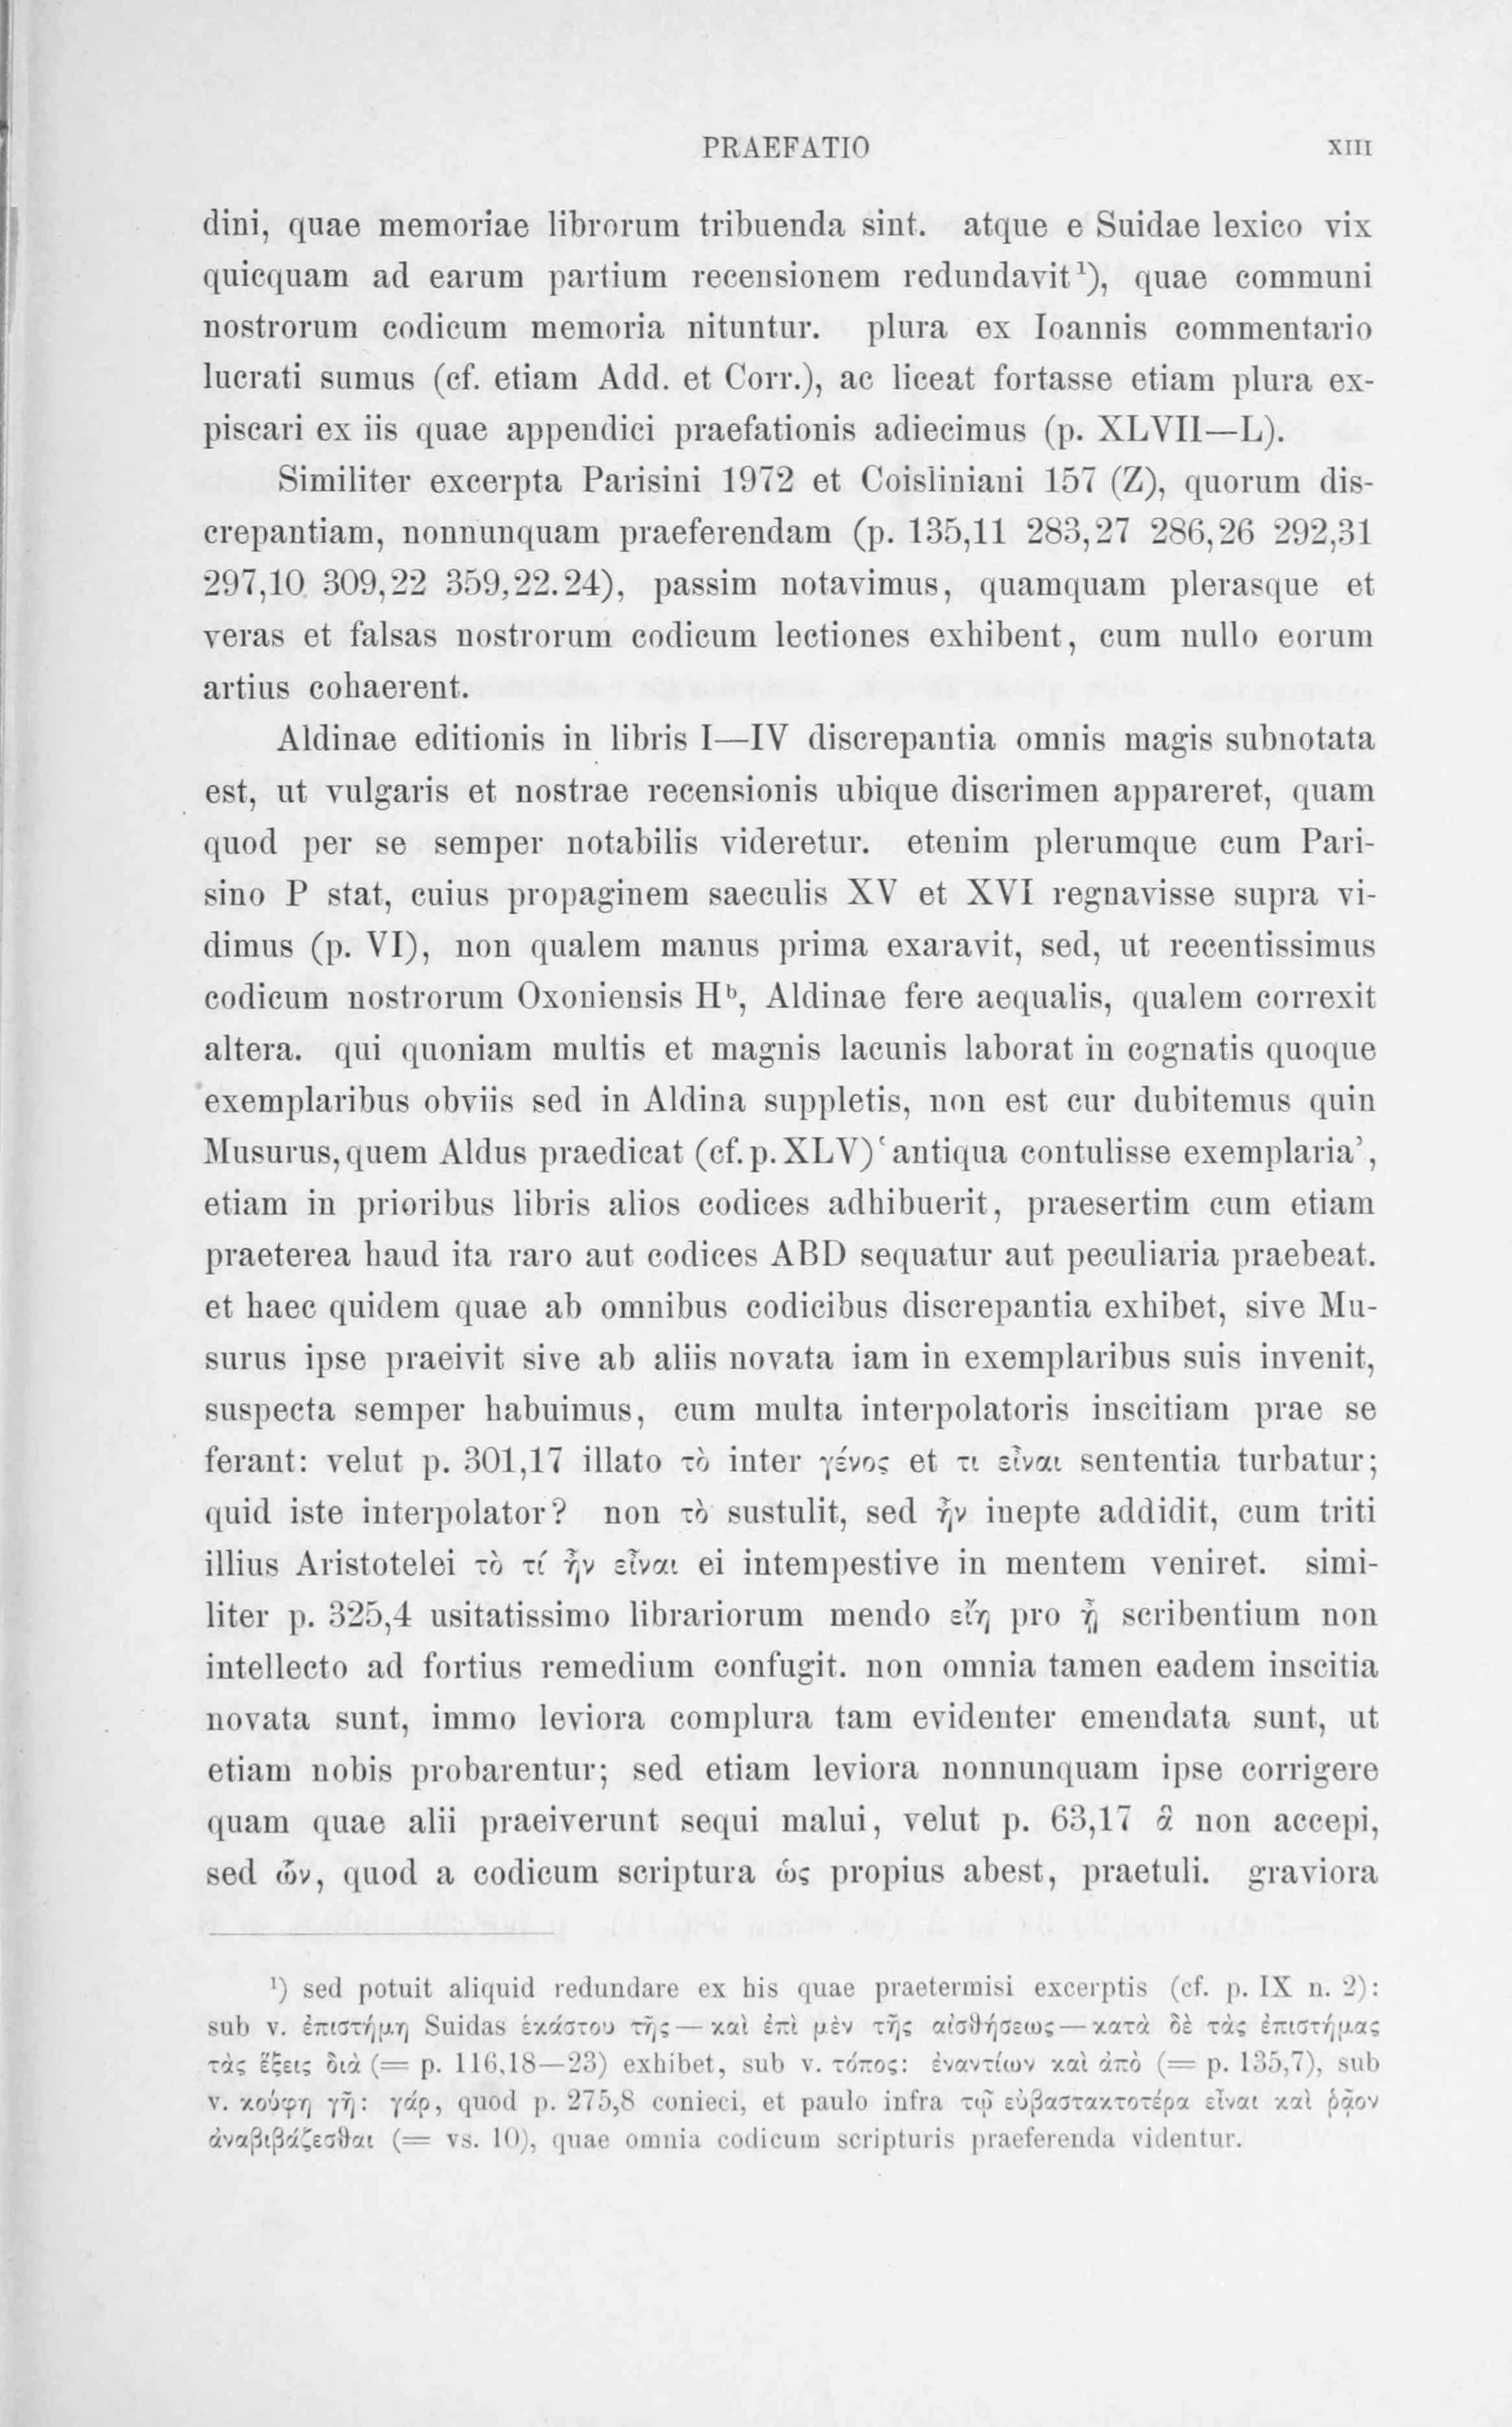 PRAEFATIO XIII
dini, quae memoriae librorum tribuenda sint. atque e Suidae lexico vix
quicquam ad earum partium recensionem redundavit¹), quae communi
nostrorum codicum memoria nituntur. plura ex Ioannis commentario
lucrati sumus (cf. etiam Add. et Corr.), ac liceat fortasse etiam plura ex-
piscari ex iis quae appendici praefationis adiecimus (p. XLVII—L).
Similiter excerpta Parisini 1972 et Coisliniani 157 (Z), quorum dis-
crepantiam, nonnunquam praeferendam (p. 135,11 283,27 286,26 292,31
297,10 309,22 359,22.24), passim notavimus, quamquam plerasque et
veras et falsas nostrorum codicum lectiones exhibent, cum nullo eorum
artius cohaerent.
Aldinae editionis in libris I—IV discrepantia omnis magis subnotata
est, ut vulgaris et nostrae recensionis ubique discrimen appareret, quam
quod per se semper notabilis videretur. etenim plerumque cum Pari-
sino P stat, cuius propaginem saeculis XV et XVI regnavisse supra vi-
dimus (p. VI), non qualem manus prima exaravit, sed, ut recentissimus
codicum nostrorum Oxoniensis Hᵇ, Aldinae fere aequalis, qualem correxit
altera. qui quoniam multis et magnis lacunis laborat in cognatis quoque
exemplaribus obviis sed in Aldina suppletis, non est cur dubitemus quin
Musurus, quem Aldus praedicat (cf. p. XLV) ‘antiqua contulisse exemplaria’,
etiam in prioribus libris alios codices adhibuerit, praesertim cum etiam
praeterea haud ita raro aut codices ABD sequatur aut peculiaria praebeat.
et haec quidem quae ab omnibus codicibus discrepantia exhibet, sive Mu-
surus ipse praeivit sive ab aliis novata iam in exemplaribus suis invenit,
suspecta semper habuimus, cum multa interpolatoris inscitiam prae se
ferant: velut p. 301,17 illato τὸ inter γένος et τι εἶναι sententia turbatur;
quid iste interpolator? non τὸ sustulit, sed ἦν inepte addidit, cum triti
illius Aristotelei τὸ τί ἦν εἶναι ei intempestive in mentem veniret. simi-
liter p. 325,4 usitatissimo librariorum mendo εἴη pro ᾖ scribentium non
intellecto ad fortius remedium confugit. non omnia tamen eadem inscitia
novata sunt, immo leviora complura tam evidenter emendata sunt, ut
etiam nobis probarentur; sed etiam leviora nonnunquam ipse corrigere
quam quae alii praeiverunt sequi malui, velut p. 63,17 ἃ non accepi,
sed ὧν, quod a codicum scriptura ὡς propius abest, praetuli. graviora
¹) sed potuit aliquid redundare ex his quae praetermisi excerptis (cf. p. IX n. 2):
sub v. ἐπιστήμη Suidas ἑκάστου τῆς — καὶ ἐπὶ μὲν τῆς αἰσθήσεως — κατὰ δὲ τὰς ἐπιστήμας
τὰς ἕξεις διὰ (= p. 116,18—23) exhibet, sub v. τόπος: ἐναντίων καὶ ἀπὸ (= p. 135,7), sub
v. κούφη γῆ: γάρ, quod p. 275,8 conieci, et paulo infra τῷ εὐβαστακτοτέρα εἶναι καὶ ῥᾷον
ἀναβιβάζεσθαι (= vs. 10), quae omnia codicum scripturis praeferenda videntur.